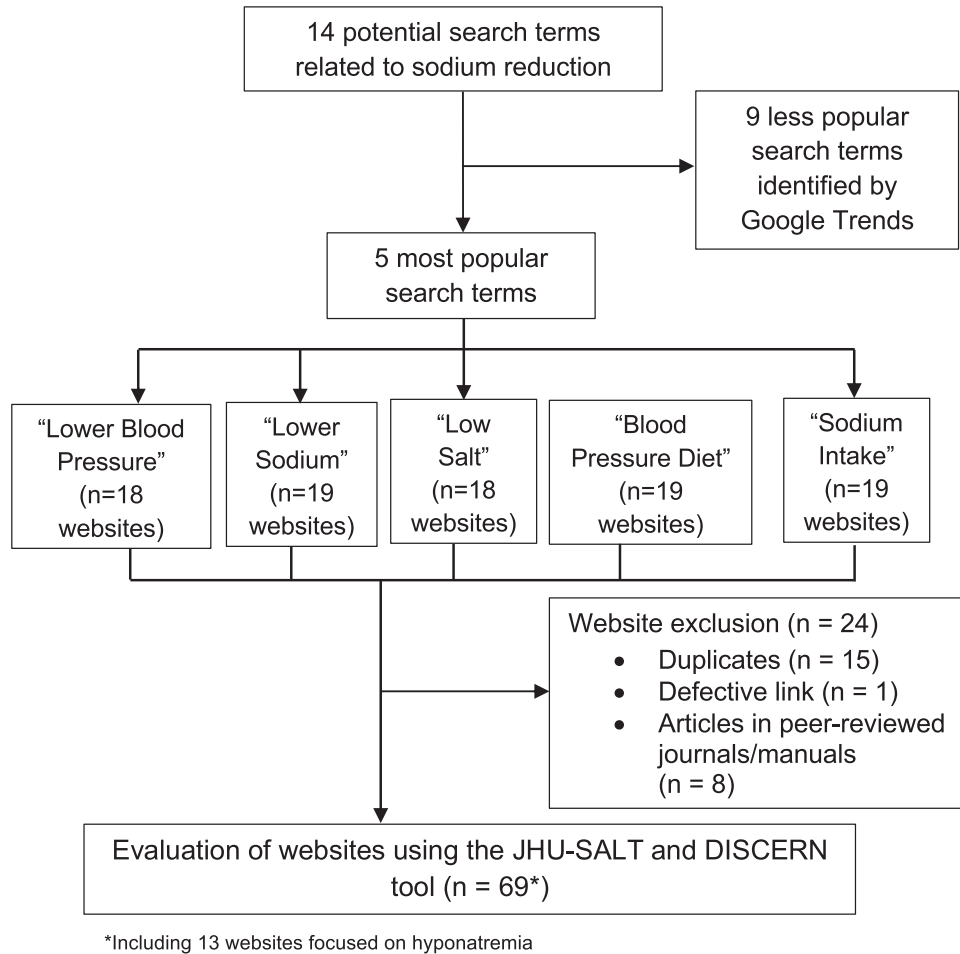 14 potential search terms
related to sodium reduction
9 less popular
search terms
identified by
Google Trends
5 most popular
search terms
“Lower Blood
Pressure”
(n=18
websites)
“Lower
Sodium”
(n=19
websites)
“Low
Salt”
(n=18
websites)
“Blood
Pressure Diet”
(n=19
websites)
“Sodium
Intake”
(n=19
websites)
Website exclusion (n = 24)
• Duplicates (n = 15)
• Defective link (n = 1)
• Articles in peer-reviewed
journals/manuals
(n = 8)
Evaluation of websites using the JHU-SALT and DISCERN
tool (n = 69*)
*Including 13 websites focused on hyponatremia